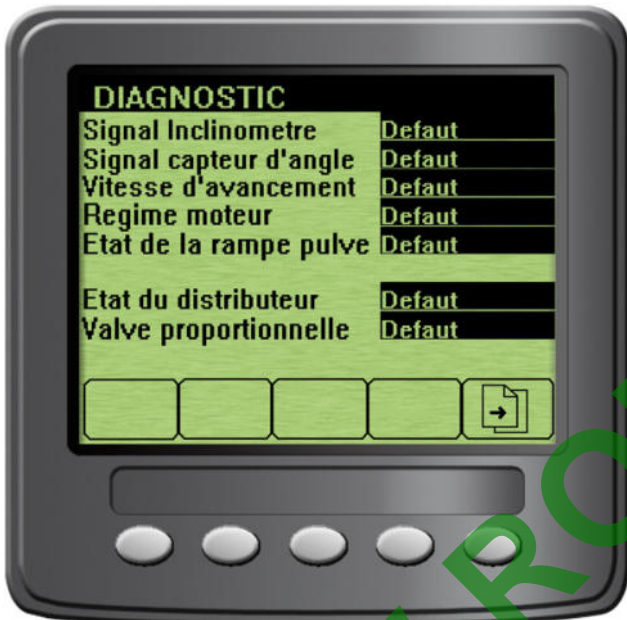 DIAGNOSTIC
Signal Inclinometre Defaut
Signal capteur d'angle Defaut
Vitesse d'avancement Defaut
Regime moteur Defaut
Etat de la rampe pulve Defaut
Etat du distributeur Defaut
Valve proportionnelle Defaut